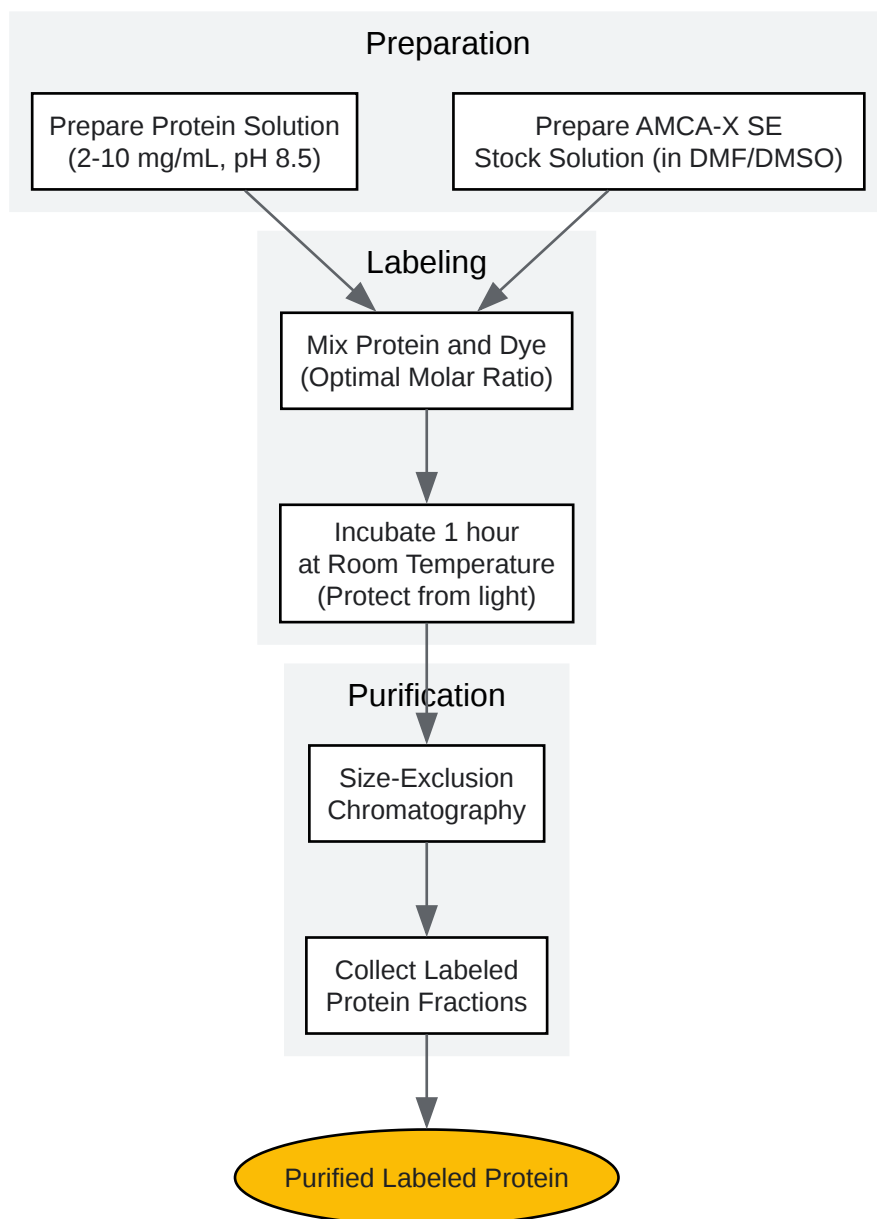 Preparation
Prepare Protein Solution
(2-10 mg/mL, pH 8.5)
Prepare AMCA-X SE
Stock Solution (in DMF/DMSO)
Labeling
Mix Protein and Dye
(Optimal Molar Ratio)
Incubate 1 hour
at Room Temperature
(Protect from light)
Purification
Size-Exclusion
Chromatography
Collect Labeled
Protein Fractions
Purified Labeled Protein